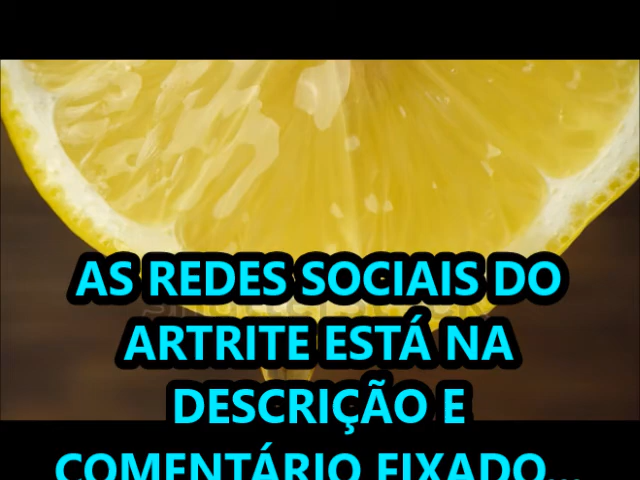 AS REDES SOCIAIS DO
ARTRITE ESTÁ NA
DESCRIÇÃO E
COMENTÁRIO FIXADO...